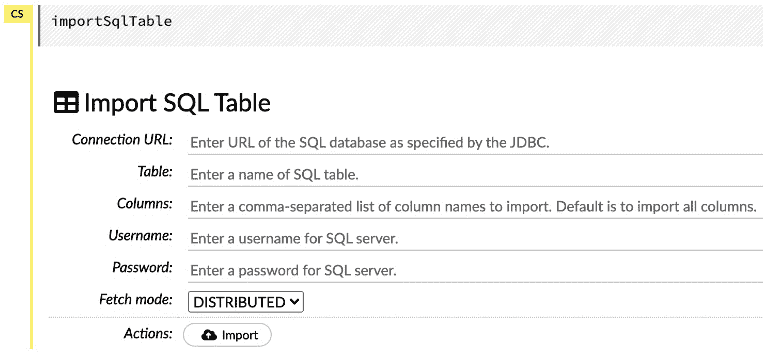 CS
importSqlTable
Import SQL Table
Connection URL: Enter URL of the SQL database as specified by the JDBC.
Table: Enter a name of SQL table.
Columns: Enter a comma-separated list of column names to import. Default is to import all columns.
Username: Enter a username for SQL server.
Password: Enter a password for SQL server.
Fetch mode: DISTRIBUTED
Actions: Import